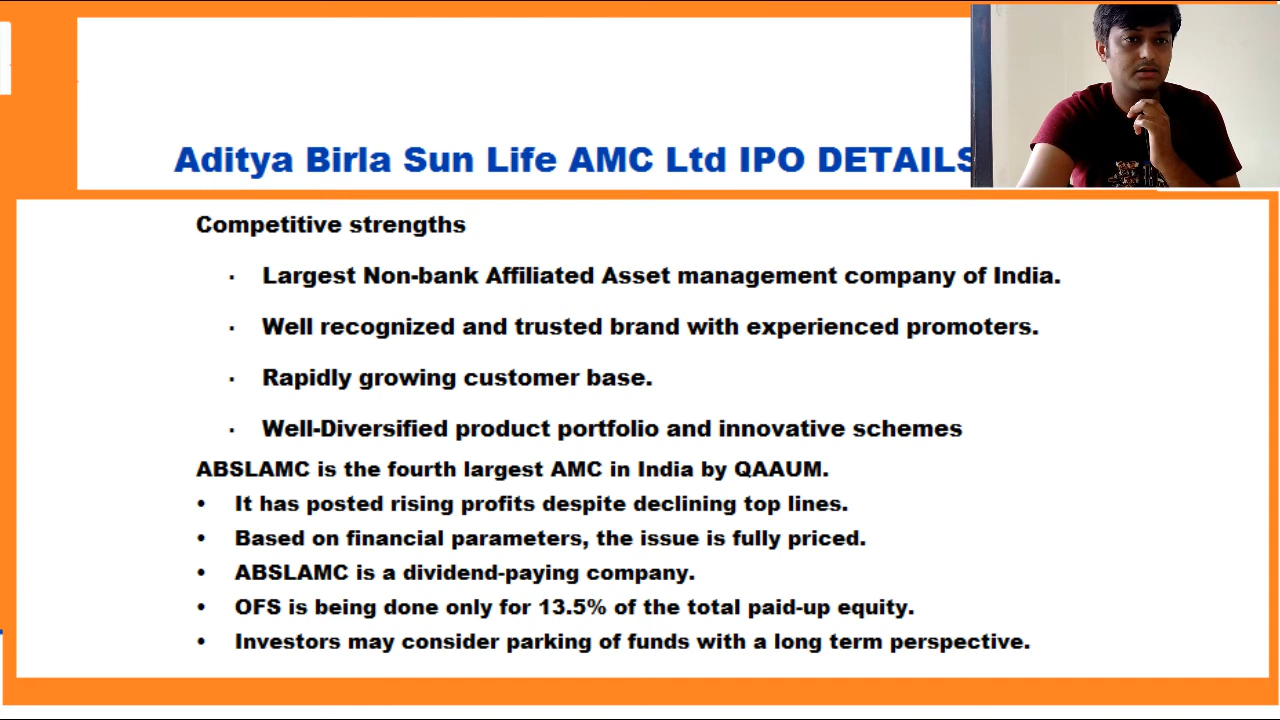 Aditya Birla Sun Life AMC Ltd IPO DETAILS
Competitive strengths
· Largest Non-bank Affiliated Asset management company of India.
· Well recognized and trusted brand with experienced promoters.
· Rapidly growing customer base.
· Well-Diversified product portfolio and innovative schemes
ABSLAMC is the fourth largest AMC in India by QAAUM.
• It has posted rising profits despite declining top lines.
• Based on financial parameters, the issue is fully priced.
• ABSLAMC is a dividend-paying company.
• OFS is being done only for 13.5% of the total paid-up equity.
• Investors may consider parking of funds with a long term perspective.